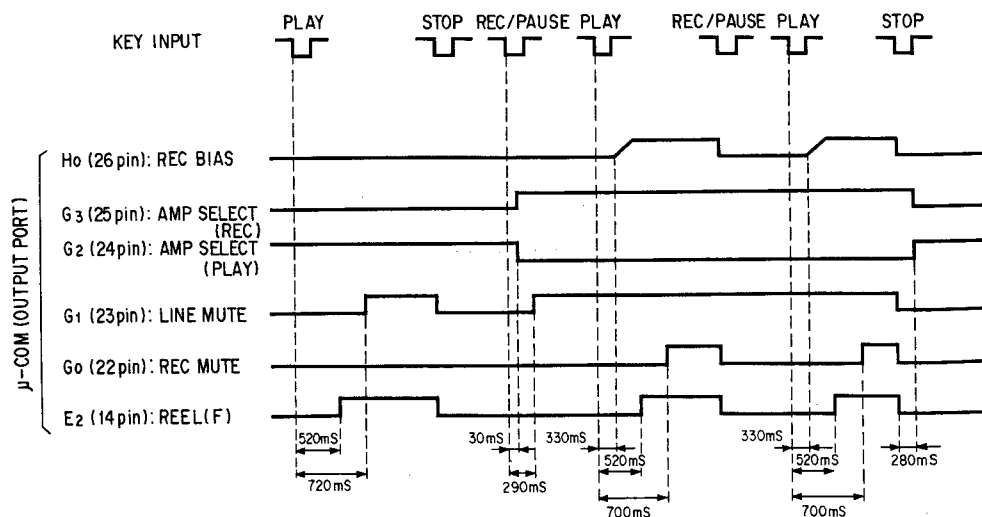 PLAY STOP REC/PAUSE PLAY REC/PAUSE PLAY STOP
KEY INPUT
μ-COM (OUTPUT PORT)
Ho (26 pin): REC BIAS
G3 (25 pin): AMP SELECT
(REC)
G2 (24 pin): AMP SELECT
(PLAY)
G1 (23 pin): LINE MUTE
Go (22 pin): REC MUTE
E2 (14 pin): REEL(F)
520mS 30mS 330mS 520mS 330mS 520mS 280mS
720mS 290mS 700mS 700mS